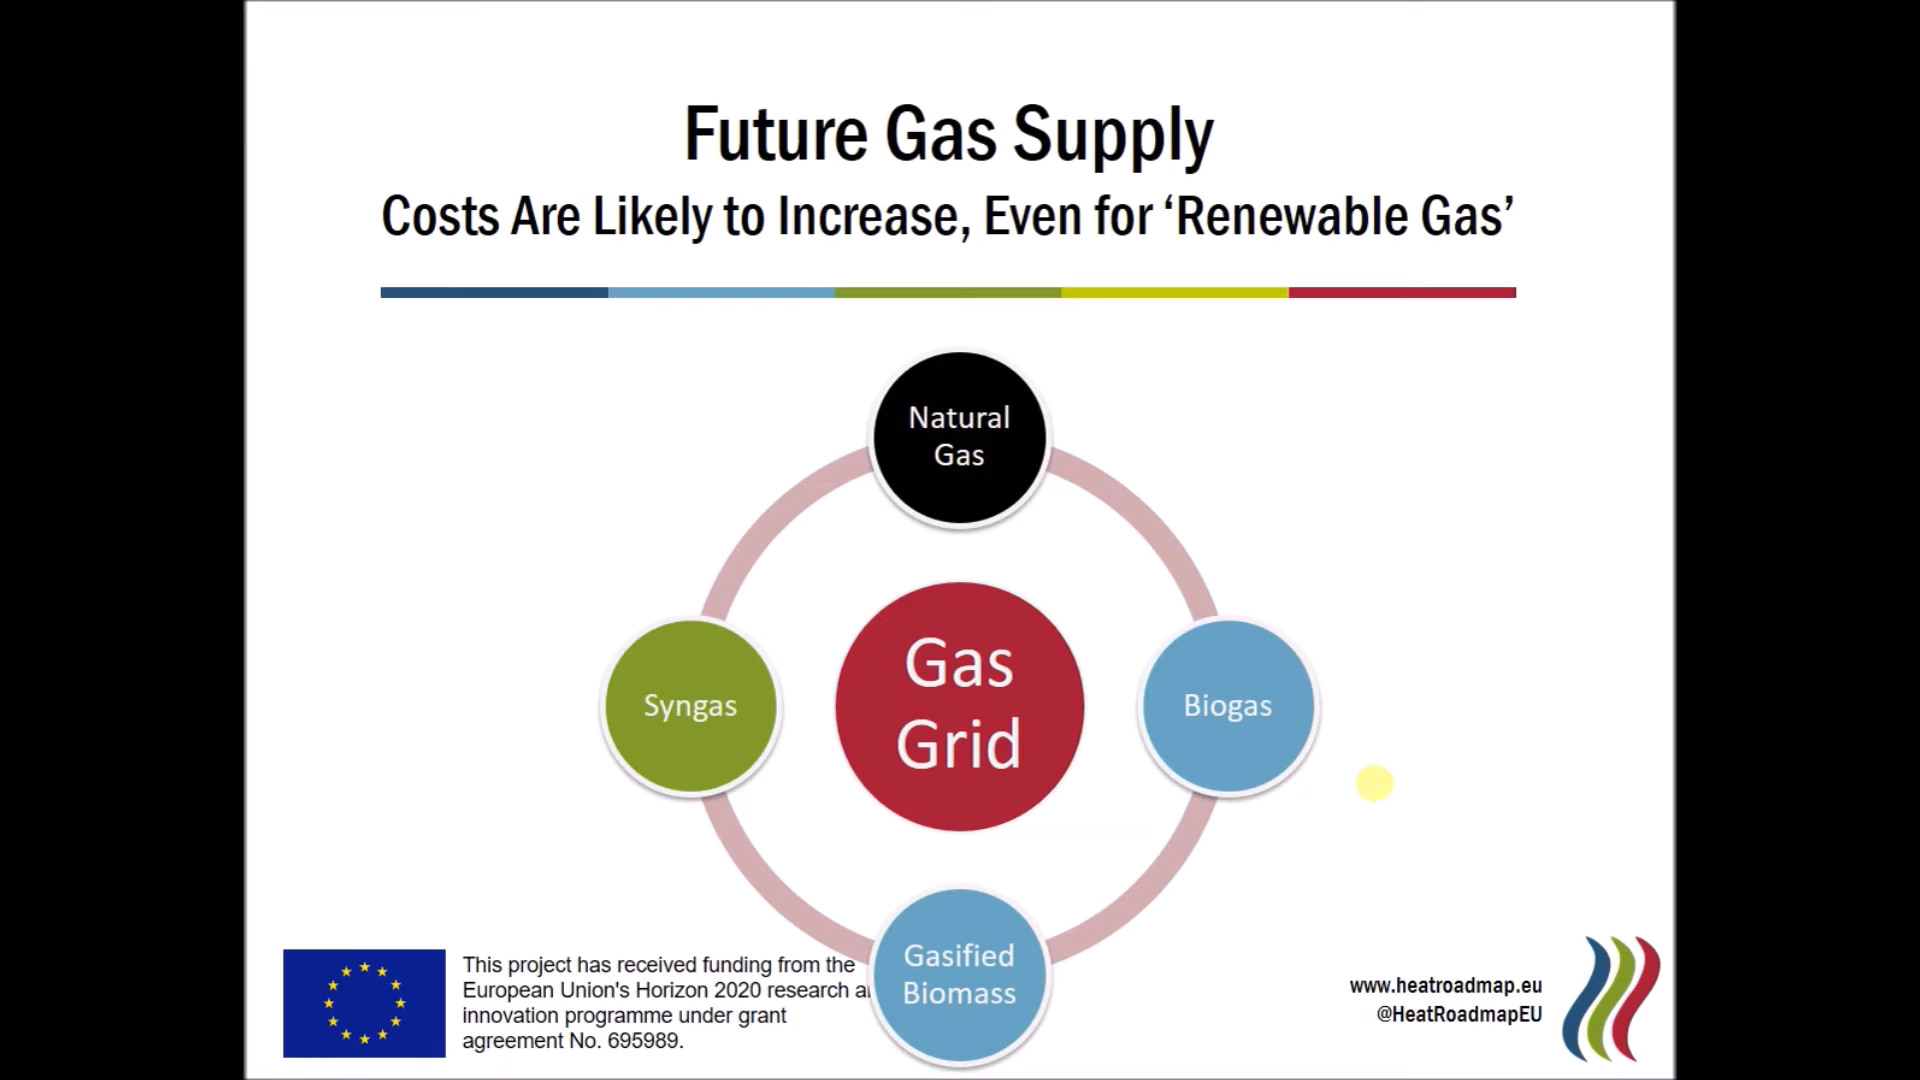 Future Gas Supply
Costs Are Likely to Increase, Even for ‘Renewable Gas’
Natural
Gas
Syngas
Gas
Grid
Biogas
Gasified
Biomass
This project has received funding from the
European Union's Horizon 2020 research a
innovation programme under grant
agreement No. 695989.
www.heatroadmap.eu
@HeatRoadmapEU